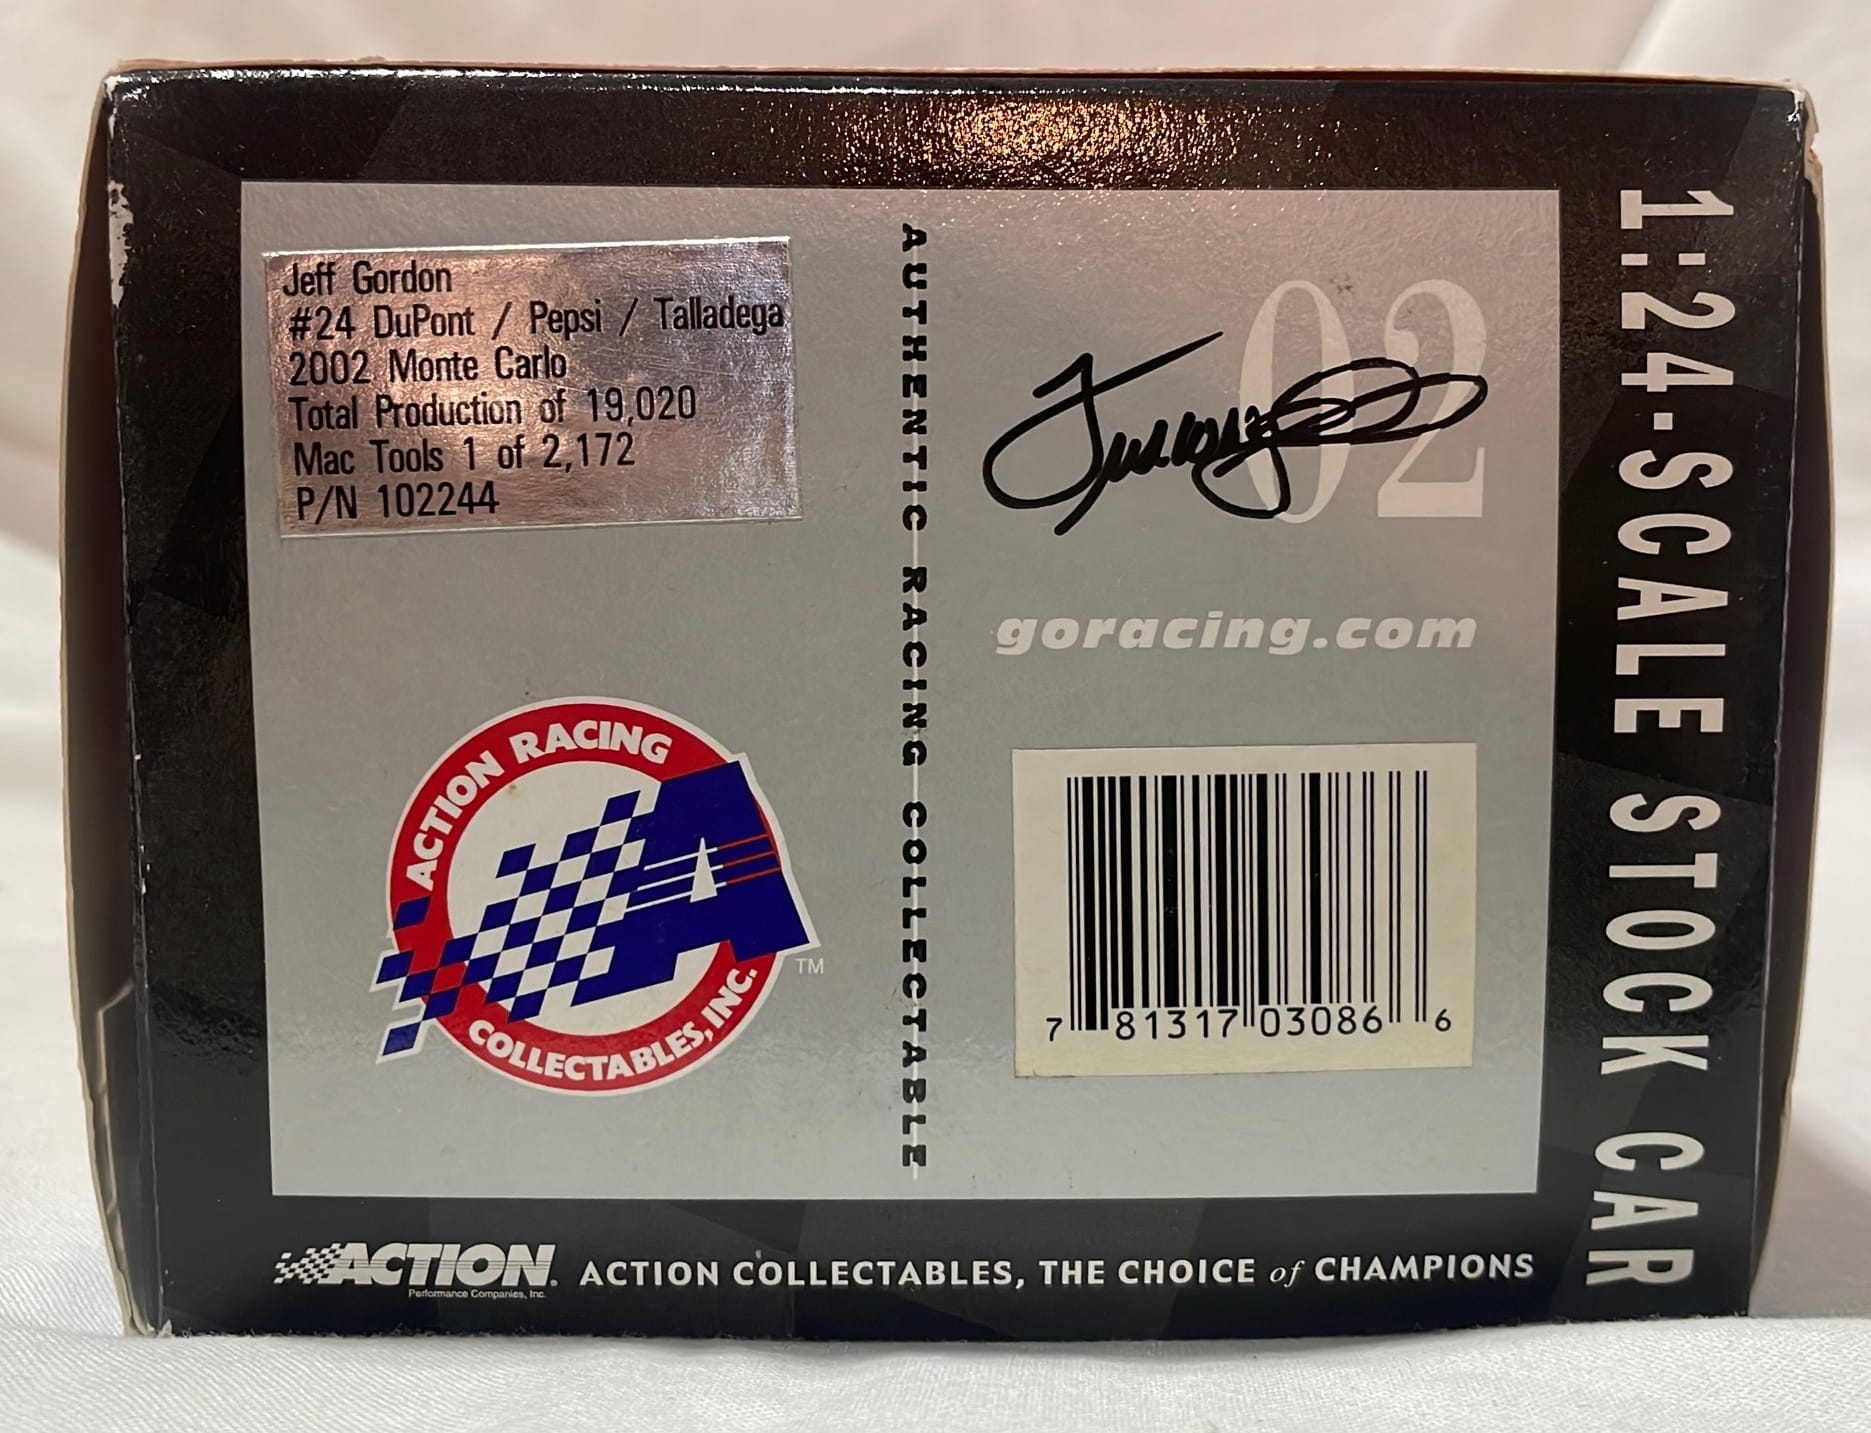 Jeff Gordon
#24 DuPont / Pepsi / Talladega
2002 Monte Carlo
Total Production of 19,020
Mac Tools 1 of 2,172
P/N 102244
AUTHENTIC RACING COLLECTABLE
02
goracing.com
ACTION RACING
COLLECTABLES, INC.
TM
7 81317 03086 6
1:24-SCALE STOCK CAR
ACTION
Performance Companies, Inc.
ACTION COLLECTABLES, THE CHOICE of CHAMPIONS